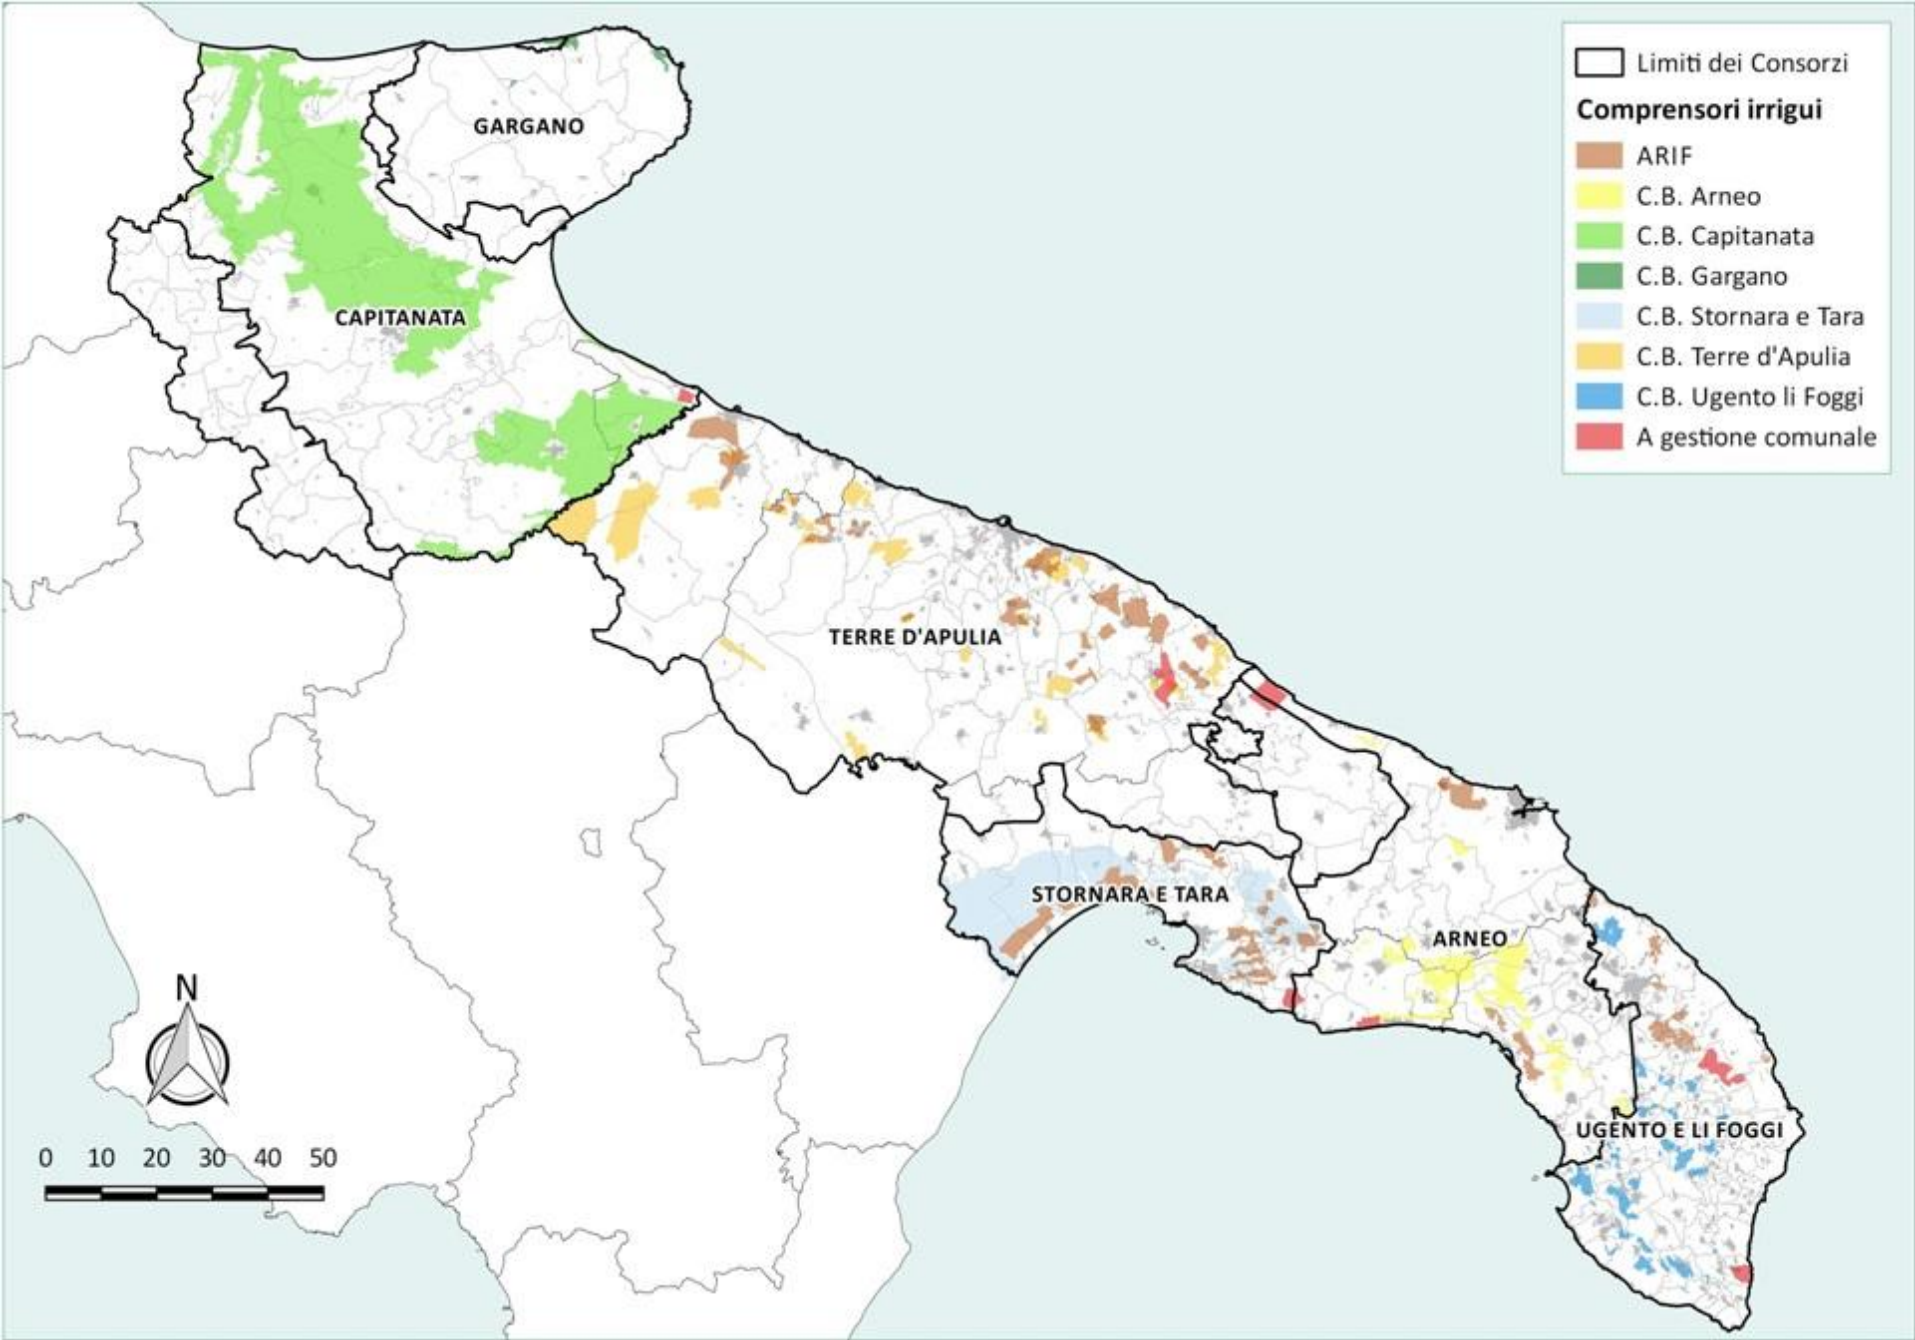 Limiti dei Consorzi
Comprensori irrigui
ARIF
C.B. Arneo
C.B. Capitanata
C.B. Gargano
C.B. Stornara e Tara
C.B. Terre d'Apulia
C.B. Ugento li Foggi
A gestione comunale
GARGANO
CAPITANATA
TERRE D'APULIA
STORNARA E TARA
ARNEO
UGENTO E LI FOGGI
N
0 10 20 30 40 50